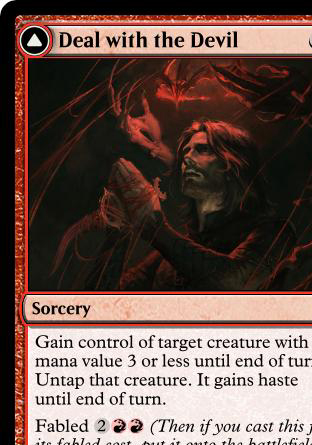 Deal with the Devil
Sorcery
Gain control of target creature with
mana value 3 or less until end of
Untap that creature. It gains haste
until end of turn.
Fabled 2 (Then if you cast this
its fabled cost, put it onto the